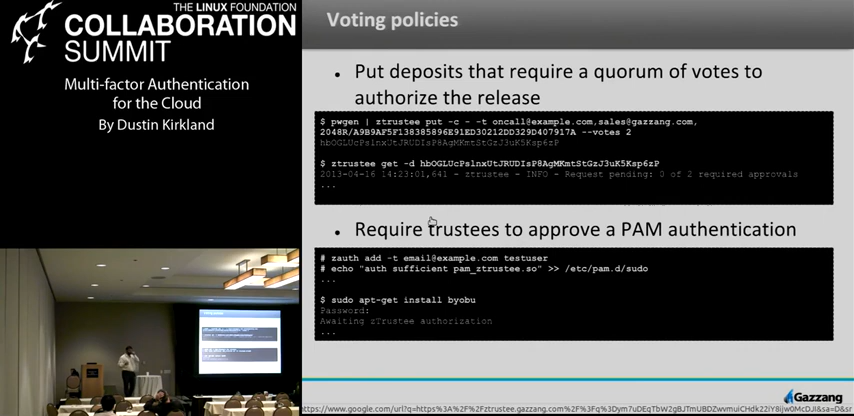 THE LINUX FOUNDATION
COLLABORATION
SUMMIT
Multi-factor Authentication
for the Cloud
By Dustin Kirkland
Voting policies
• Put deposits that require a quorum of votes to
authorize the release
$ pwgen | ztrustee put -c - -t oncall@example.com,sales@gazzang.com,
2048R/A9B9AF5F138385896E91ED30212DD329D407917A --votes 2
hbOGLUcPslnxUtJRUDIsP8AgMKmtStGzJ3uK5Ksp6zP
$ ztrustee get -d hbOGLUcPslnxUtJRUDIsP8AgMKmtStGzJ3uK5Ksp6zP
2013-04-16 14:23:01,641 - ztrustee - INFO - Request pending: 0 of 2 required approvals
...
• Require trustees to approve a PAM authentication
# zauth add -t email@example.com testuser
# echo "auth sufficient pam_ztrustee.so" >> /etc/pam.d/sudo
...
$ sudo apt-get install byobu
Password:
Awaiting zTrustee authorization
...
Gazzang